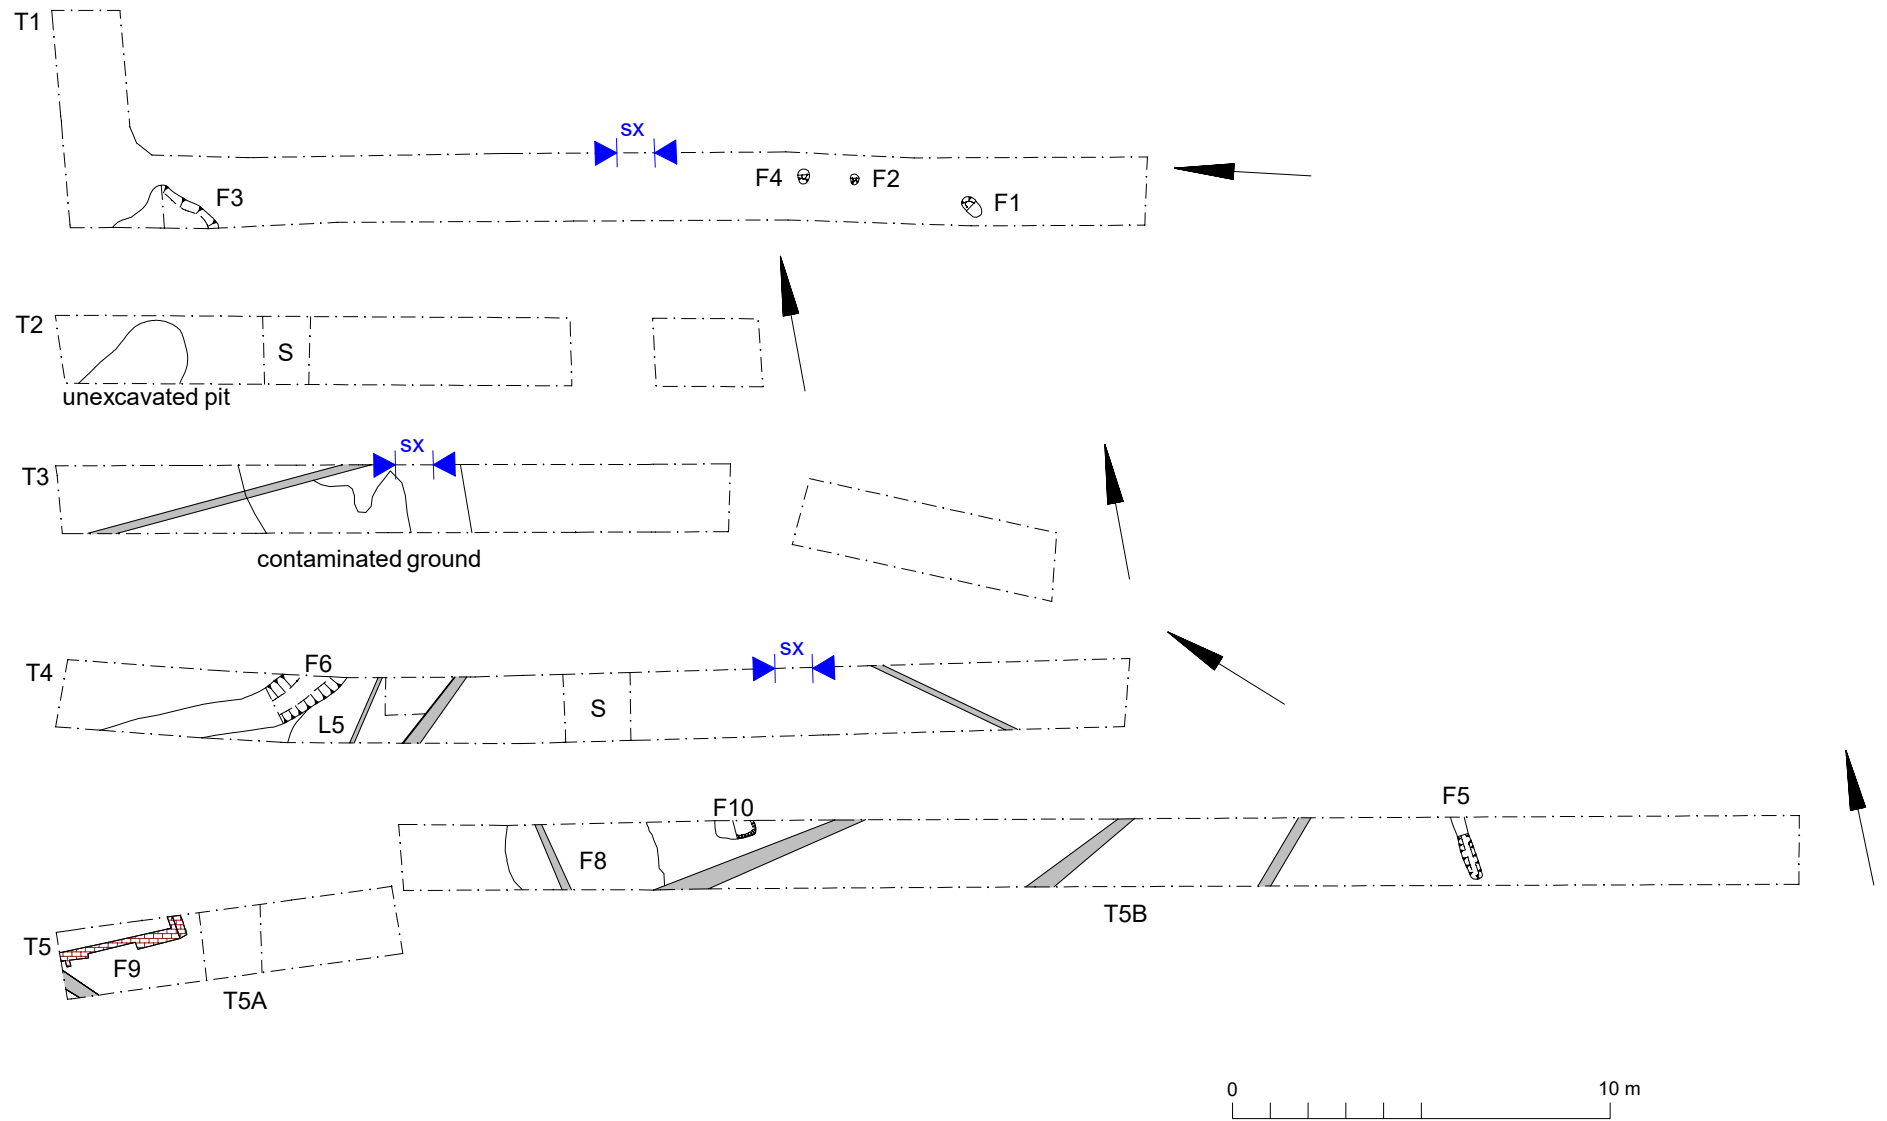 T1
sx
F4
F2
F3
F1
T2
S
unexcavated pit
sx
T3
contaminated ground
sx
F6
T4
S
L5
F5
F10
F8
T5B
T5
F9
T5A
0
10 m